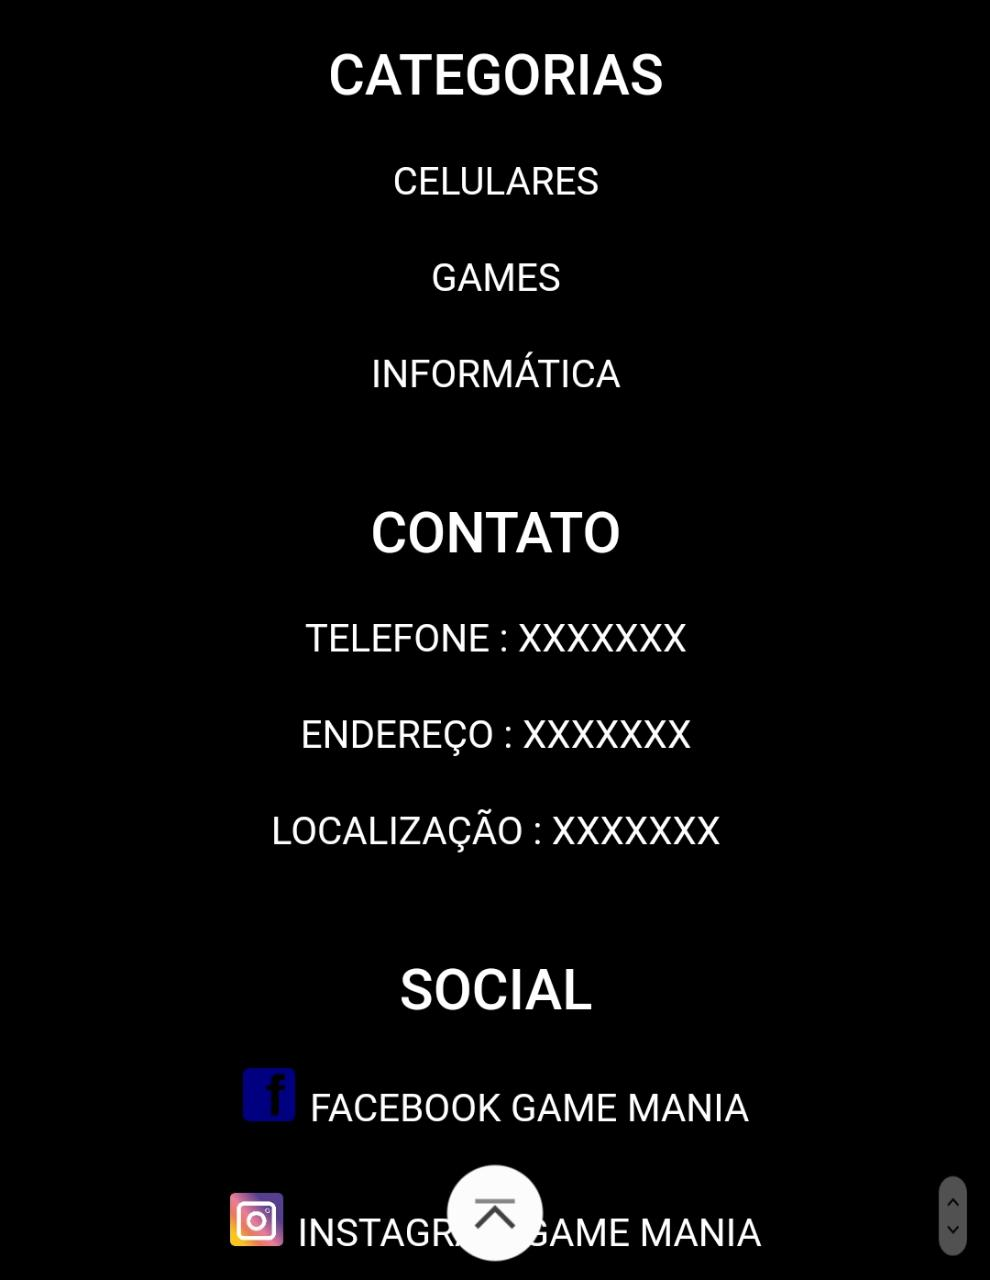 CATEGORIAS
CELULARES
GAMES
INFORMÁTICA
CONTATO
TELEFONE : XXXXXXX
ENDEREÇO : XXXXXXX
LOCALIZAÇÃO : XXXXXXX
SOCIAL
FACEBOOK GAME MANIA
GAME MANIA